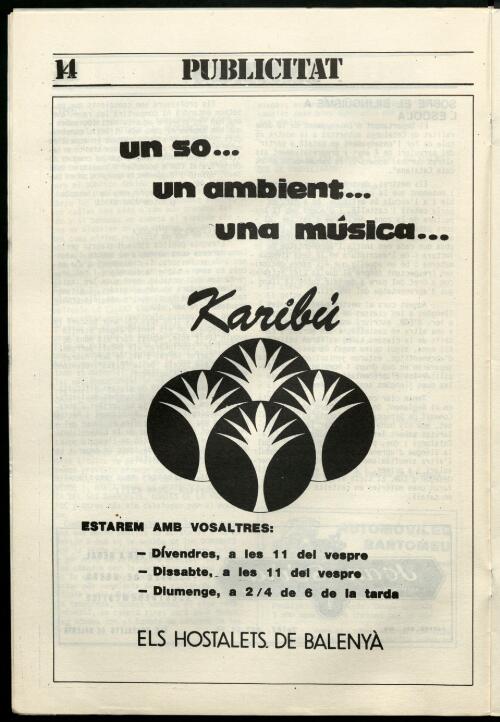 14 PUBLICITAT
un so...
un ambient...
una música...
Karibú
ESTAREM AMB VOSALTRES:
— Dívendres, a les 11 del vespre
— Dissabte, a les 11 del vespre
— Diumenge, a 2/4 de 6 de la tarda
ELS HOSTALETS. DE BALENYÀ